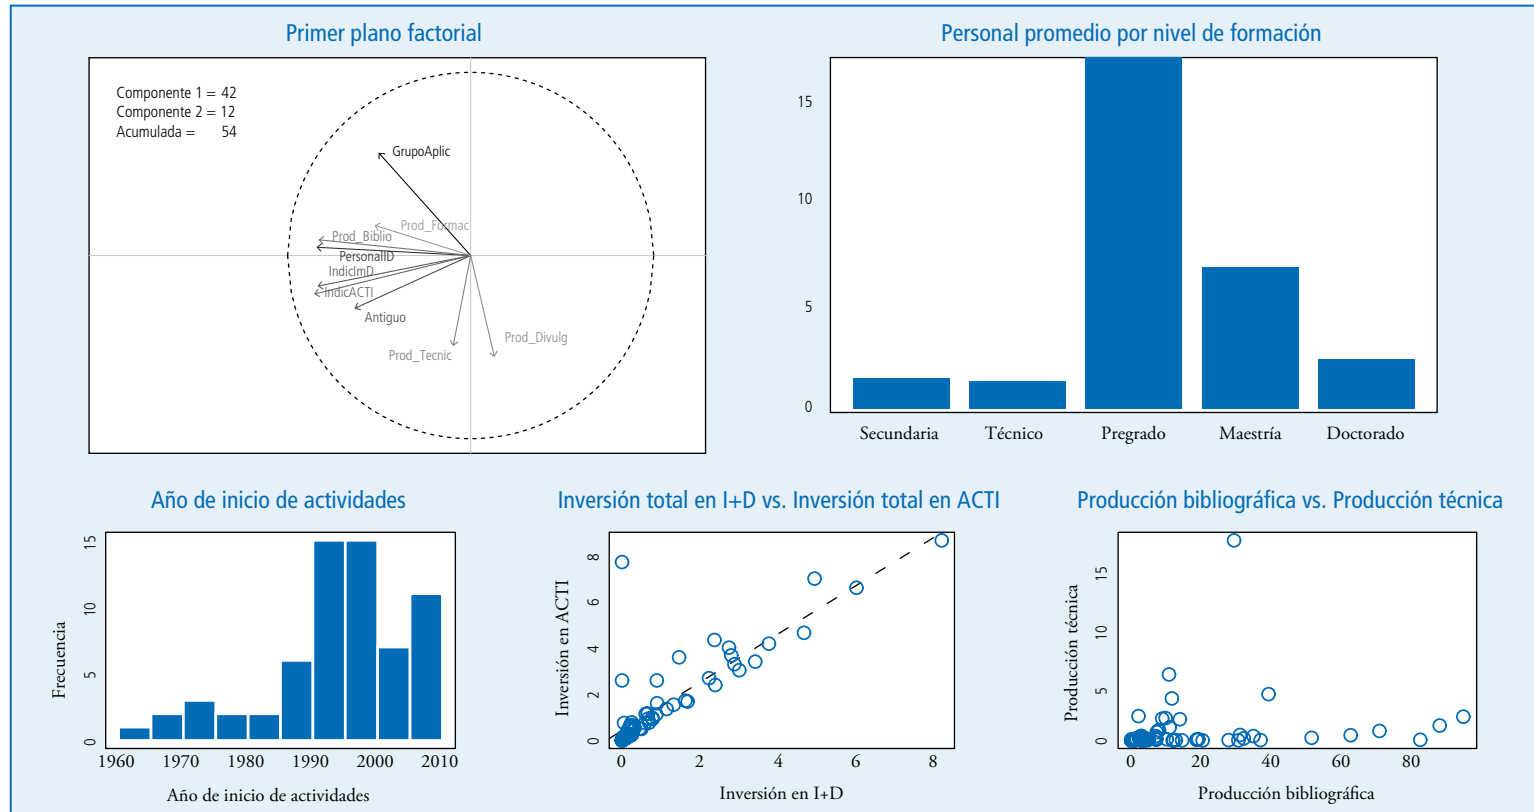 Primer plano factorial
Componente 1 = 42
Componente 2 = 12
Acumulada = 54
GrupoAplic
Prod_Formac
Prod_Biblio
PersonalID
IndicImD
IndicACTI
Antiguo
Prod_Tecnic
Prod_Divulg
Personal promedio por nivel de formación
15
10
5
0
Secundaria Técnico Pregrado Maestría Doctorado
Año de inicio de actividades
Frecuencia
15
10
5
0
1960 1970 1980 1990 2000 2010
Año de inicio de actividades
Inversión total en I+D vs. Inversión total en ACTI
Inversión en ACTI
8
6
4
2
0
0 2 4 6 8
Inversión en I+D
Producción bibliográfica vs. Producción técnica
Producción técnica
15
10
5
0
0 20 40 60 80
Producción bibliográfica